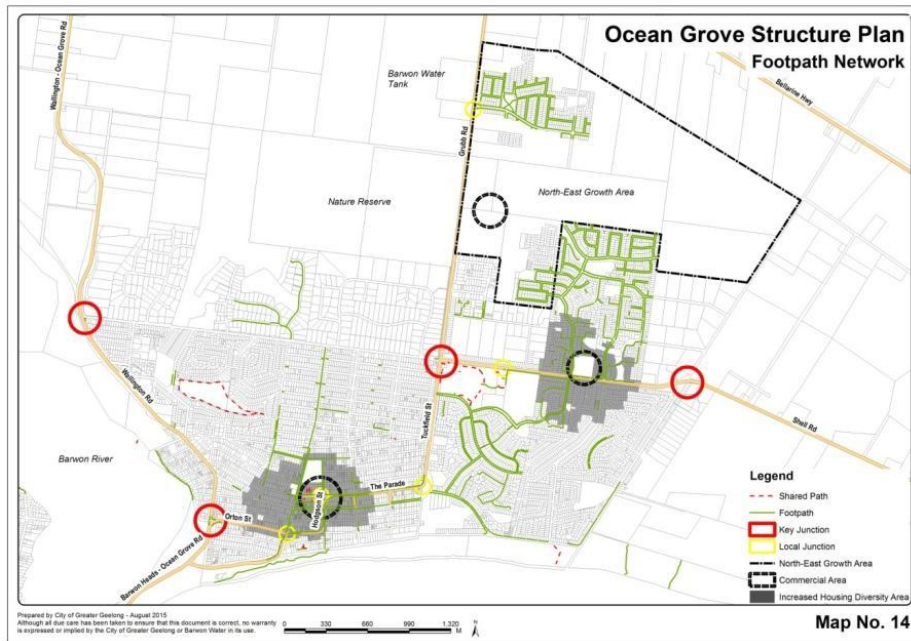 Ocean Grove Structure Plan
Footpath Network
Wallington - Ocean Grove Rd
Barwon Water
Tank
Grubb Rd
Bellarine Hwy
Nature Reserve
North-East Growth Area
Wallington Rd
Tuckfield St
Shell Rd
Barwon River
The Parade
Hodgson St
Orton St
Barwon Heads - Ocean Grove Rd
Legend
Shared Path
Footpath
Key Junction
Local Junction
North-East Growth Area
Commercial Area
Increased Housing Diversity Area
Prepared by City of Greater Geelong - August 2015
Although all due care has been taken to ensure that this document is correct, no warranty
is expressed or implied by the City of Greater Geelong or Barwon Water in its use.
0 330 660 990 1,320
M
N
Map No. 14